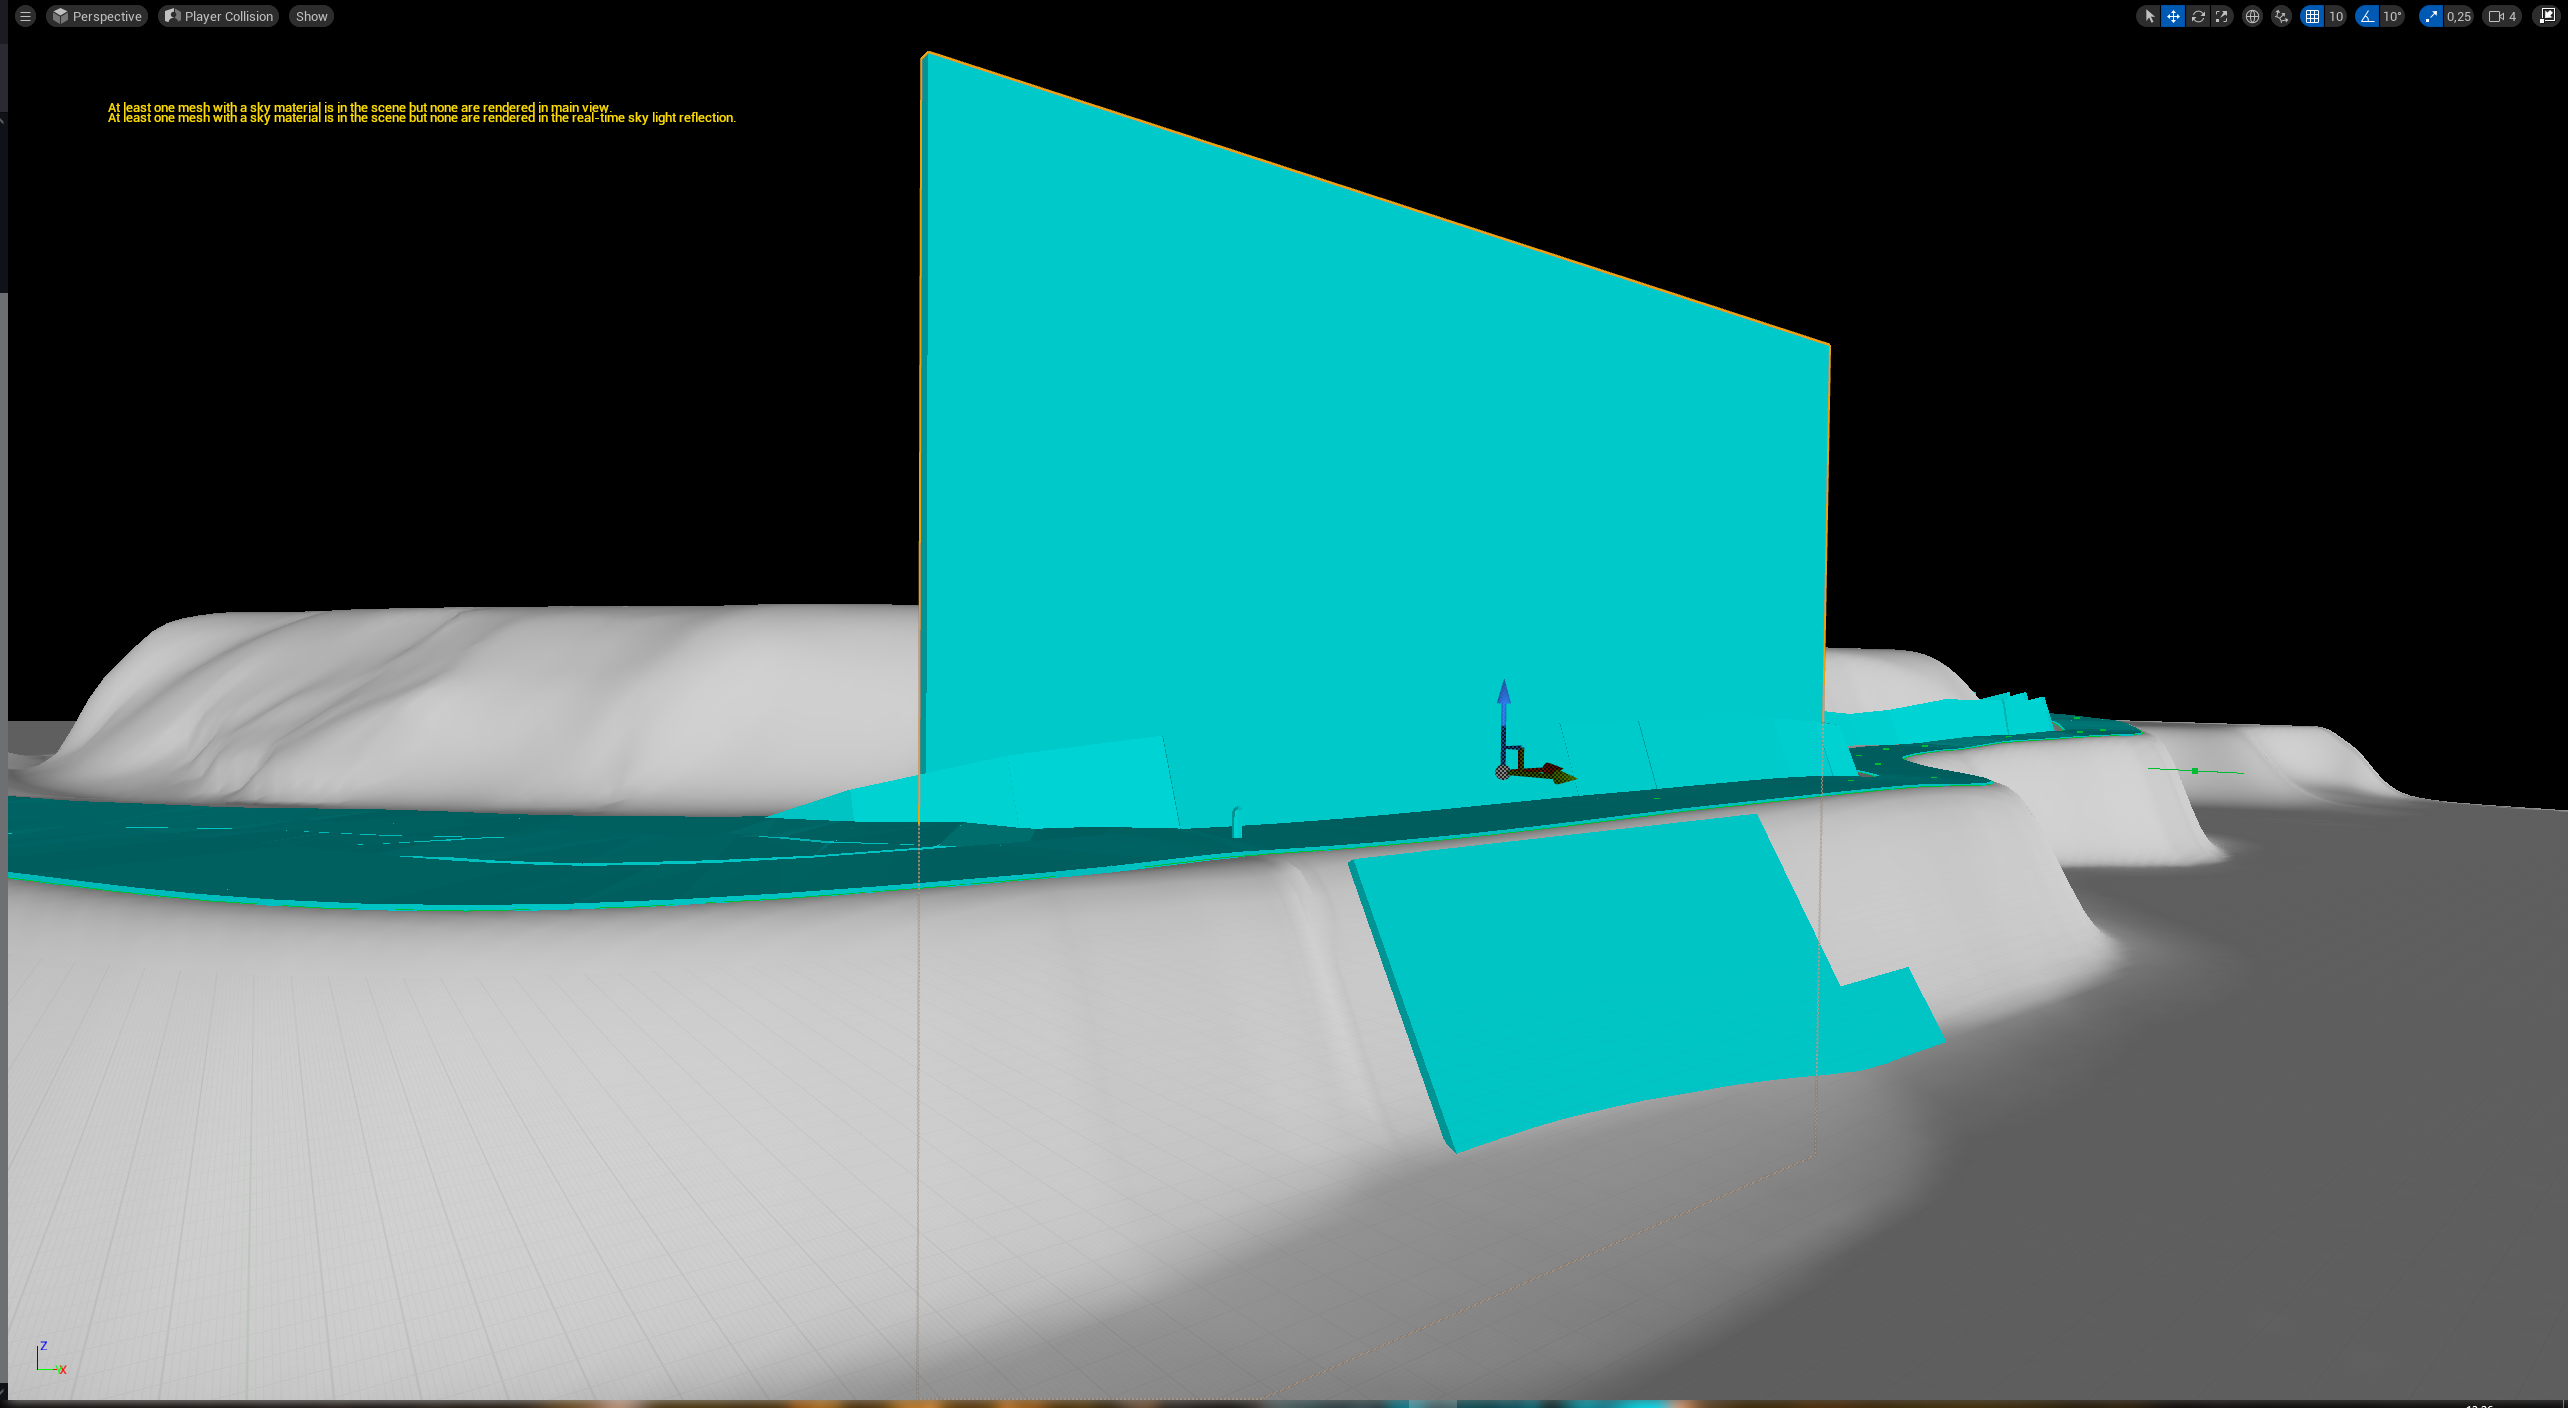 Perspective Player Collision Show 10 10° 0,25 4
At least one mesh with a sky material is in the scene but none are rendered in main view.
At least one mesh with a sky material is in the scene but none are rendered in the real-time sky light reflection.
Z
X